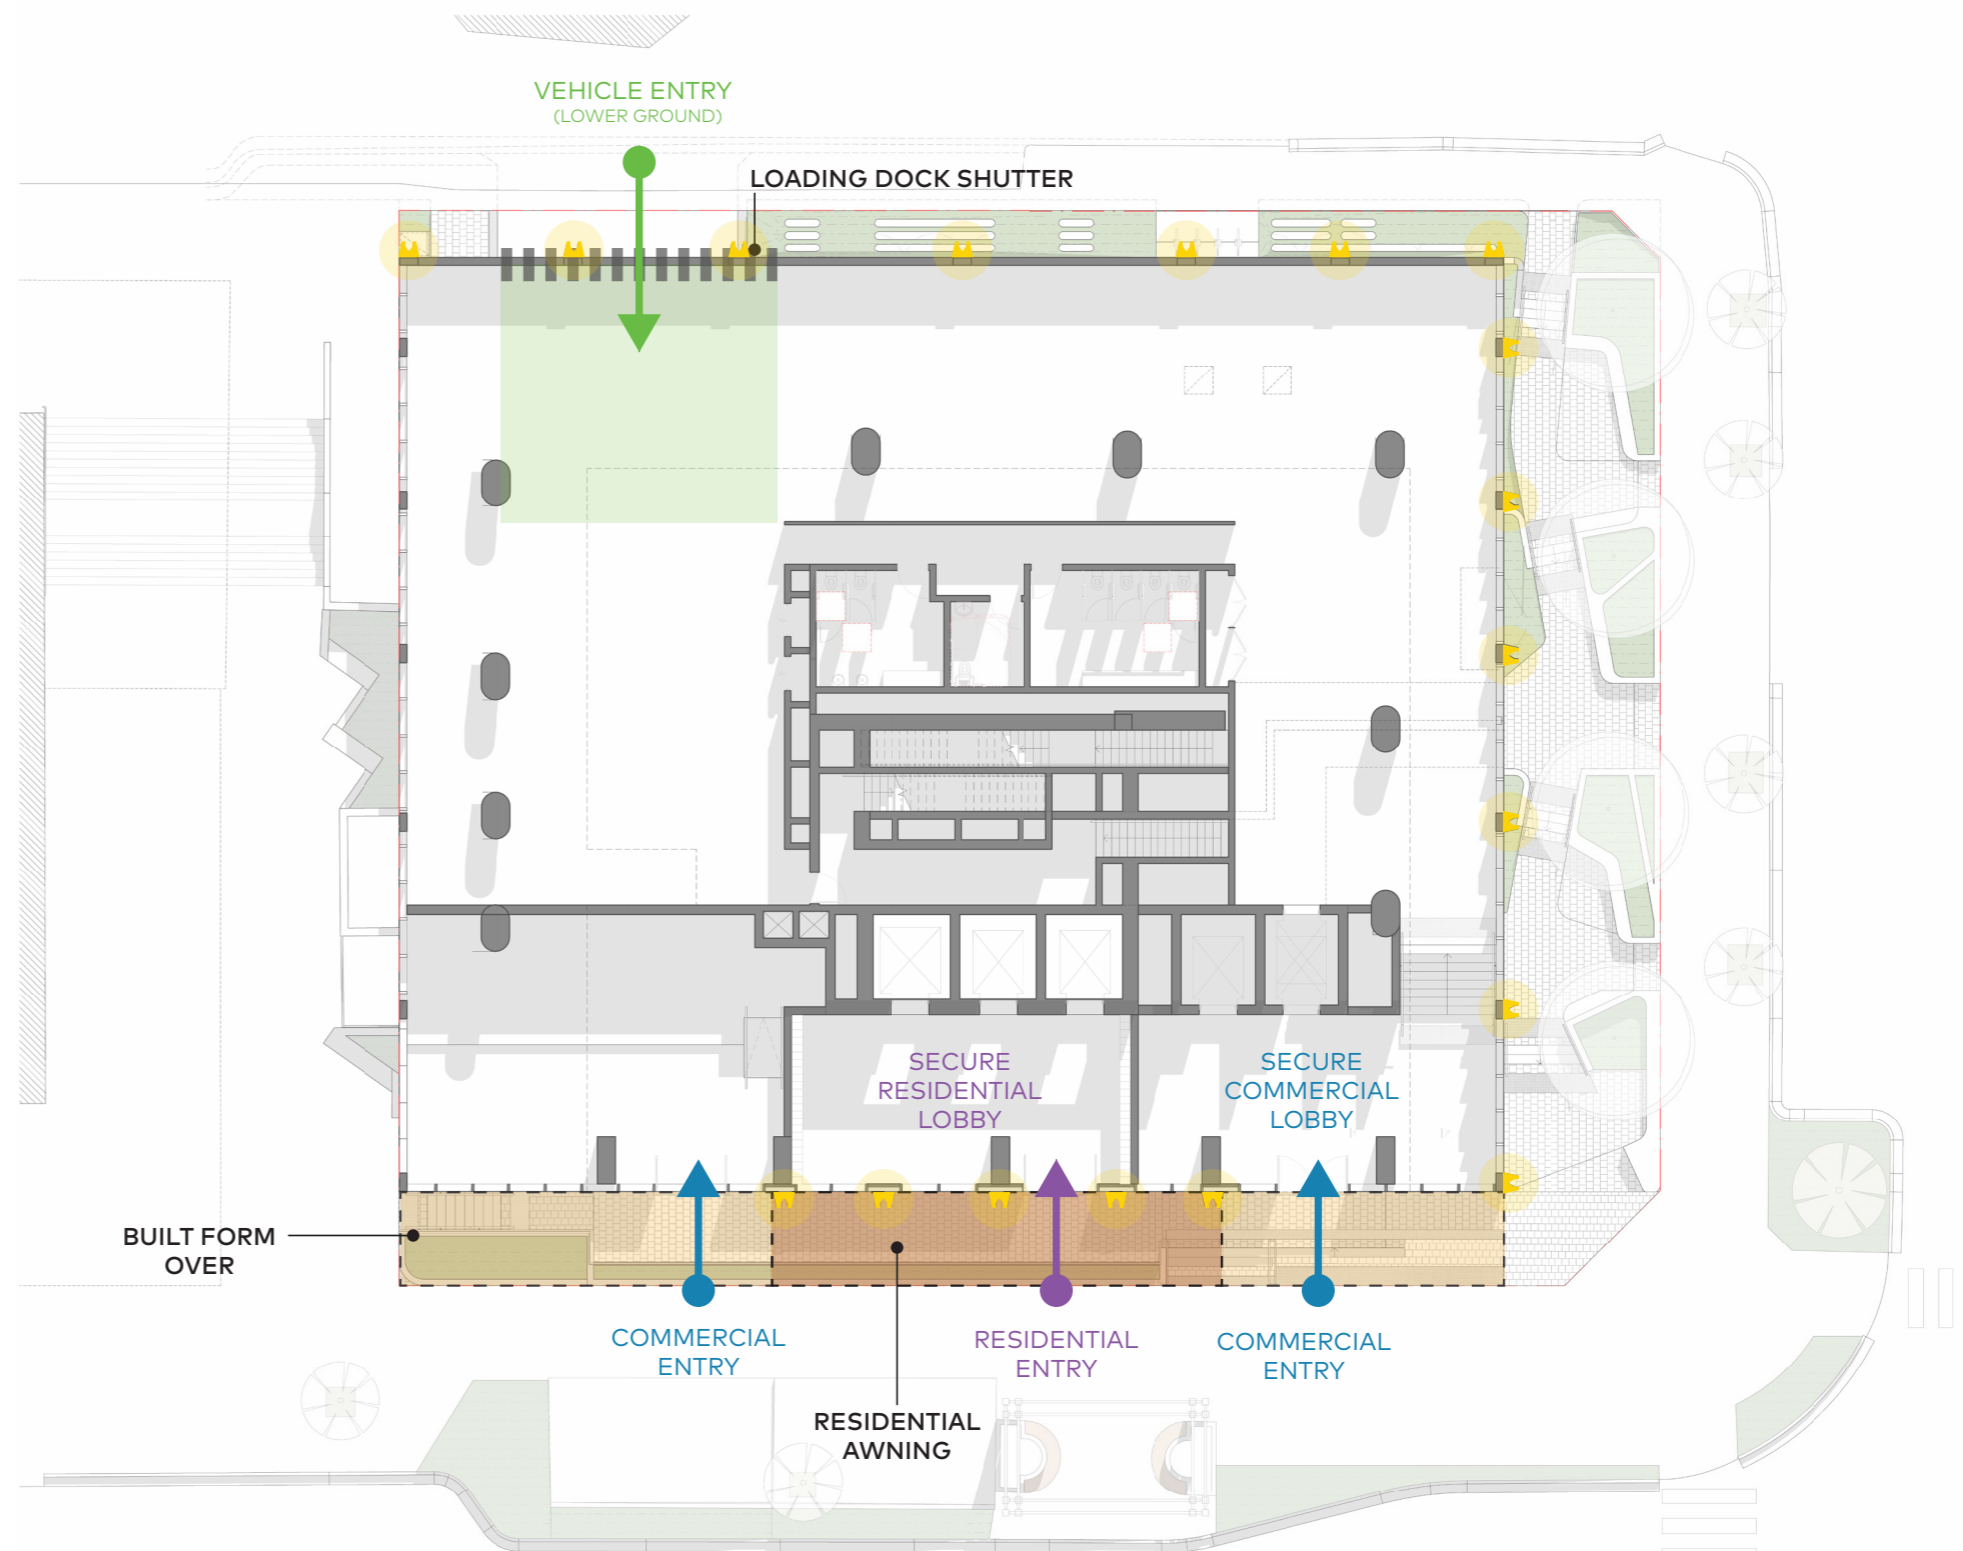 VEHICLE ENTRY
(LOWER GROUND)
LOADING DOCK SHUTTER
SECURE
RESIDENTIAL
LOBBY
SECURE
COMMERCIAL
LOBBY
BUILT FORM
OVER
COMMERCIAL
ENTRY
RESIDENTIAL
ENTRY
COMMERCIAL
ENTRY
RESIDENTIAL
AWNING